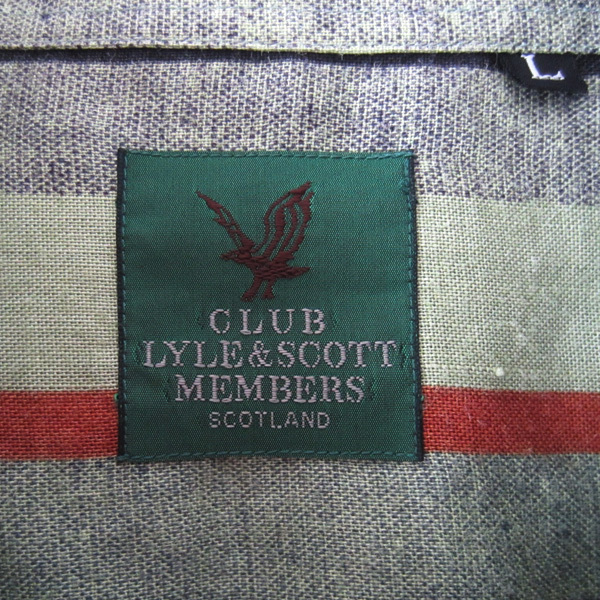 L
CLUB
LYLE & SCOTT
MEMBERS
SCOTLAND